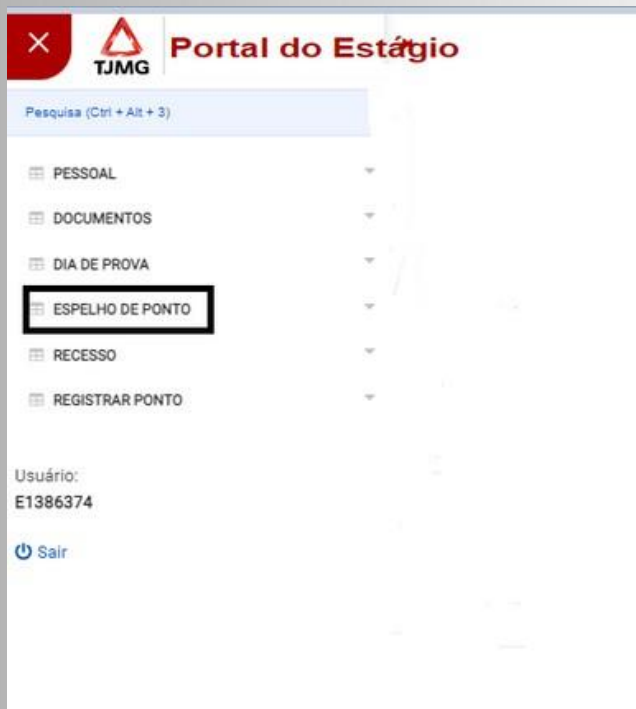 TJMG
Portal do Estágio
Pesquisa (Ctrl + Alt + 3)
PESSOAL
DOCUMENTOS
DIA DE PROVA
ESPELHO DE PONTO
RECESSO
REGISTRAR PONTO
Usuário:
E1386374
Sair